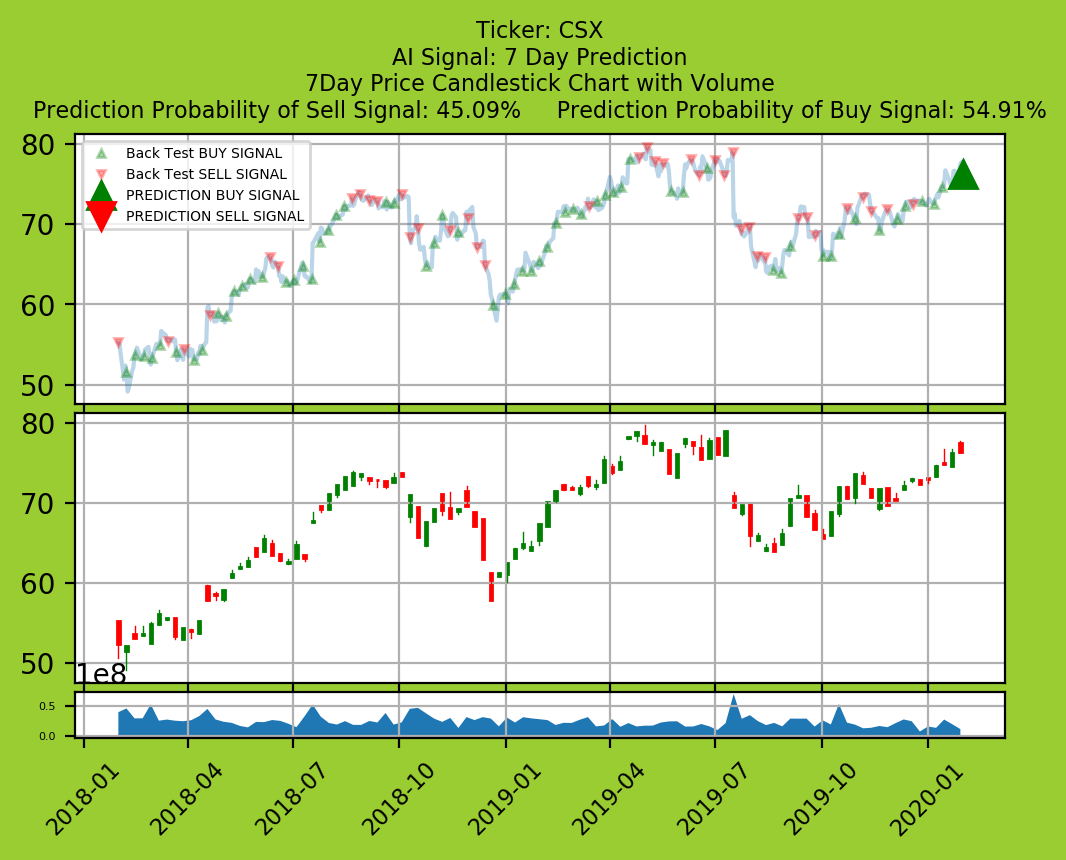 Ticker: CSX
AI Signal: 7 Day Prediction
7Day Price Candlestick Chart with Volume
Prediction Probability of Sell Signal: 45.09%   Prediction Probability of Buy Signal: 54.91%
Back Test BUY SIGNAL
Back Test SELL SIGNAL
PREDICTION BUY SIGNAL
PREDICTION SELL SIGNAL
80
70
60
50
80
70
60
50
1e8
0.5
0.0
2018-01 2018-04 2018-07 2018-10 2019-01 2019-04 2019-07 2019-10 2020-01